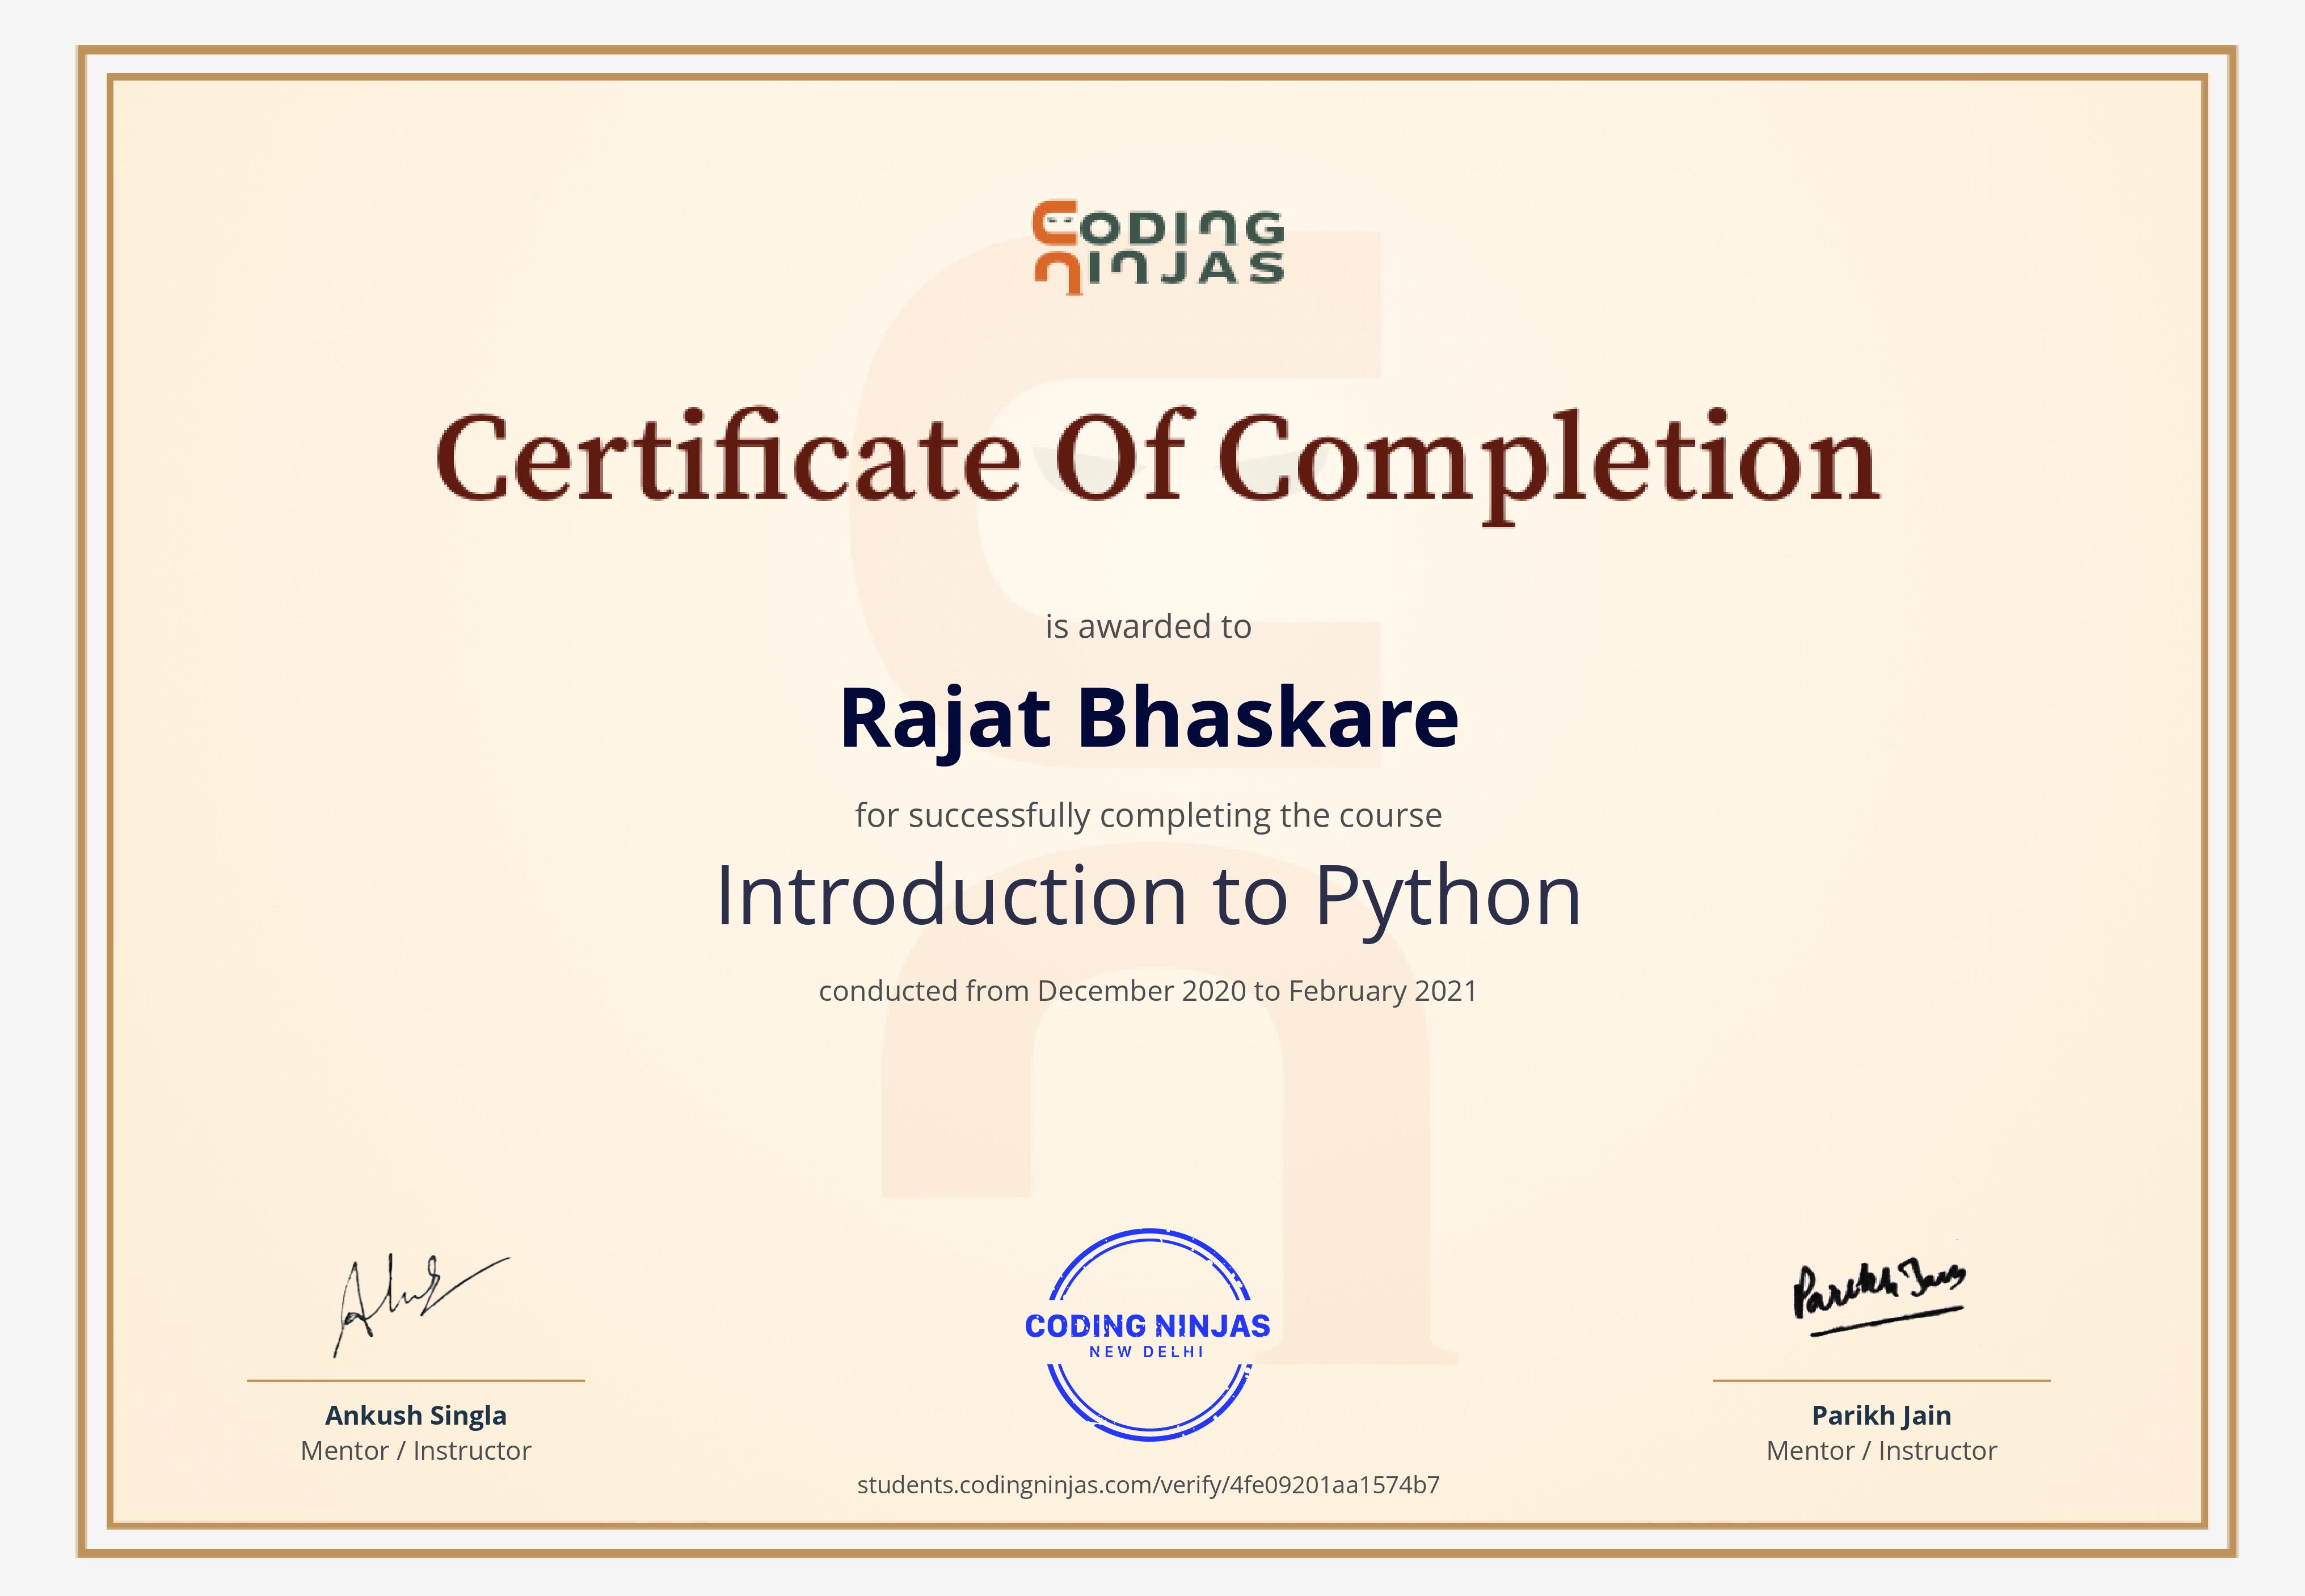 CODING
NINJAS
Certificate Of Completion
is awarded to
Rajat Bhaskare
for successfully completing the course
Introduction to Python
conducted from December 2020 to February 2021
CODING NINJAS
NEW DELHI
Parikh Jain
Ankush Singla
Mentor / Instructor
Parikh Jain
Mentor / Instructor
students.codingninjas.com/verify/4fe09201aa1574b7